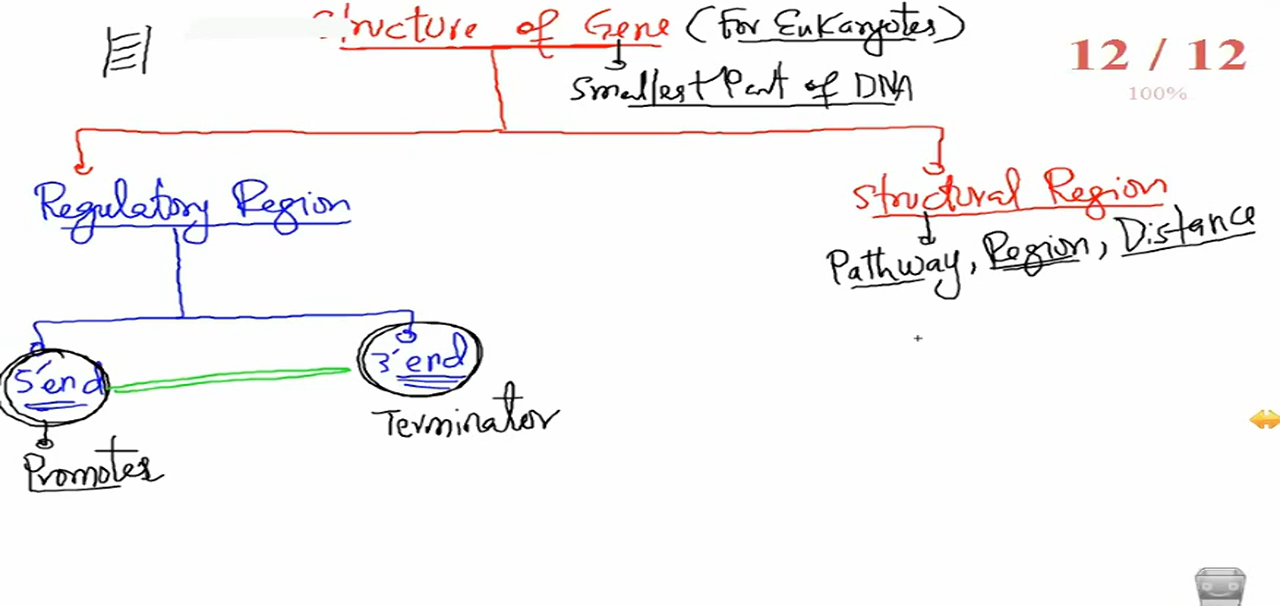 Structure of Gene (For Eukaryotes)
12 / 12
100%
Smallest Part of DNA
Regulatory Region
Structural Region
Pathway, Region, Distance
5' end
3' end
Promoter
Terminator